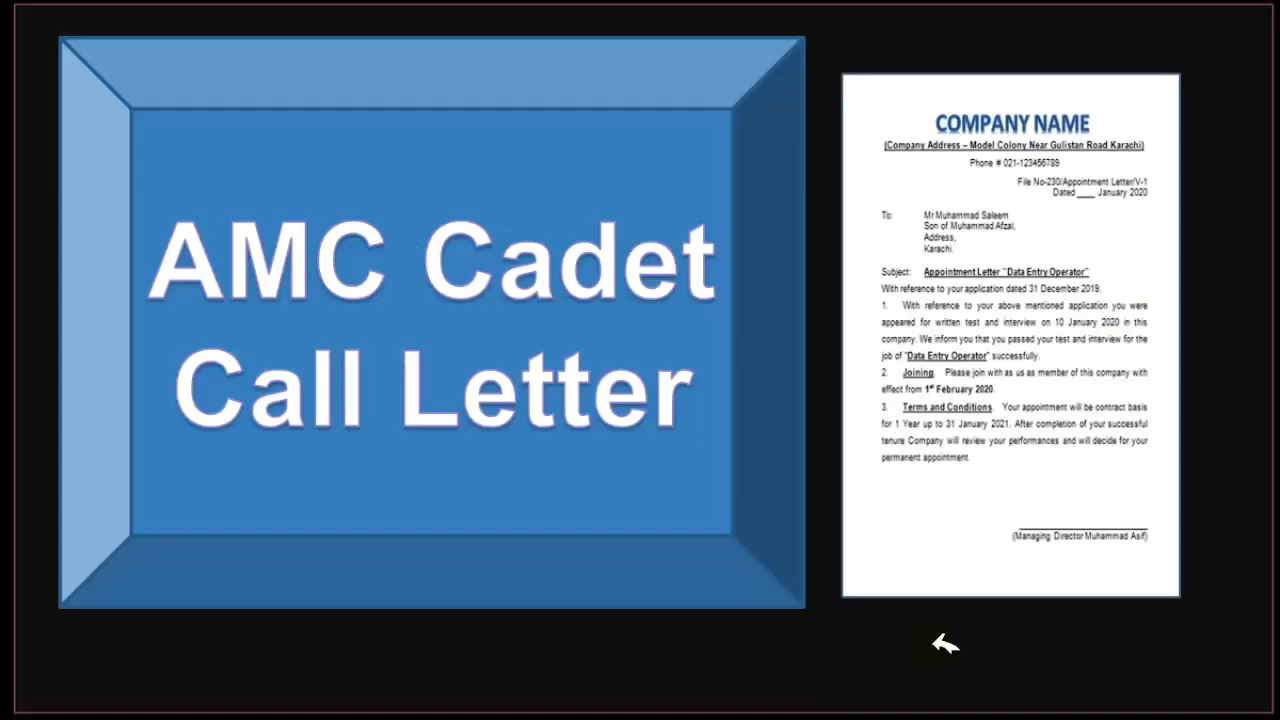 AMC Cadet
Call Letter
COMPANY NAME
(Company Address – Model Colony Near Gulistan Road Karachi)
Phone # 021-123456789
File No-230/Appointment Letter/V-1
Dated ____ January 2020
To: Mr Muhammad Saleem
Son of Muhammad Afzal,
Address,
Karachi.
Subject: Appointment Letter "Data Entry Operator"
With reference to your application dated 31 December 2019.
1. With reference to your above mentioned application you were
appeared for written test and interview on 10 January 2020 in this
company. We inform you that you passed your test and interview for the
job of "Data Entry Operator" successfully.
2. Joining. Please join with as us as member of this company with
effect from 1st February 2020.
3. Terms and Conditions. Your appointment will be contract basis
for 1 Year up to 31 January 2021. After completion of your successful
tenure Company will review your performances and will decide for your
permanent appointment.
(Managing Director Muhammad Asif)